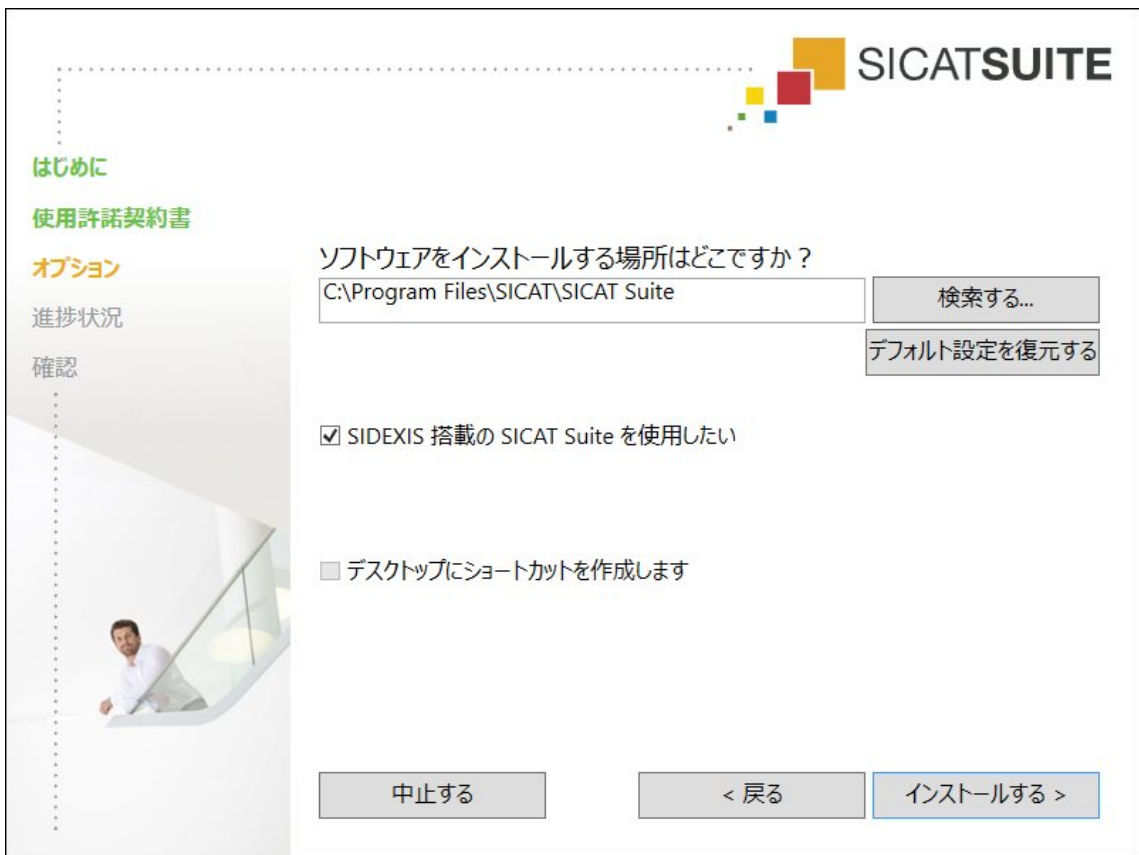 SICATSUITE
はじめに
使用許諾契約書
オプション
進捗状況
確認
ソフトウェアをインストールする場所はどこですか？
C:\Program Files\SICAT\SICAT Suite
検索する...
デフォルト設定を復元する
SIDEXIS 搭載の SICAT Suite を使用したい
デスクトップにショートカットを作成します
中止する
< 戻る
インストールする >